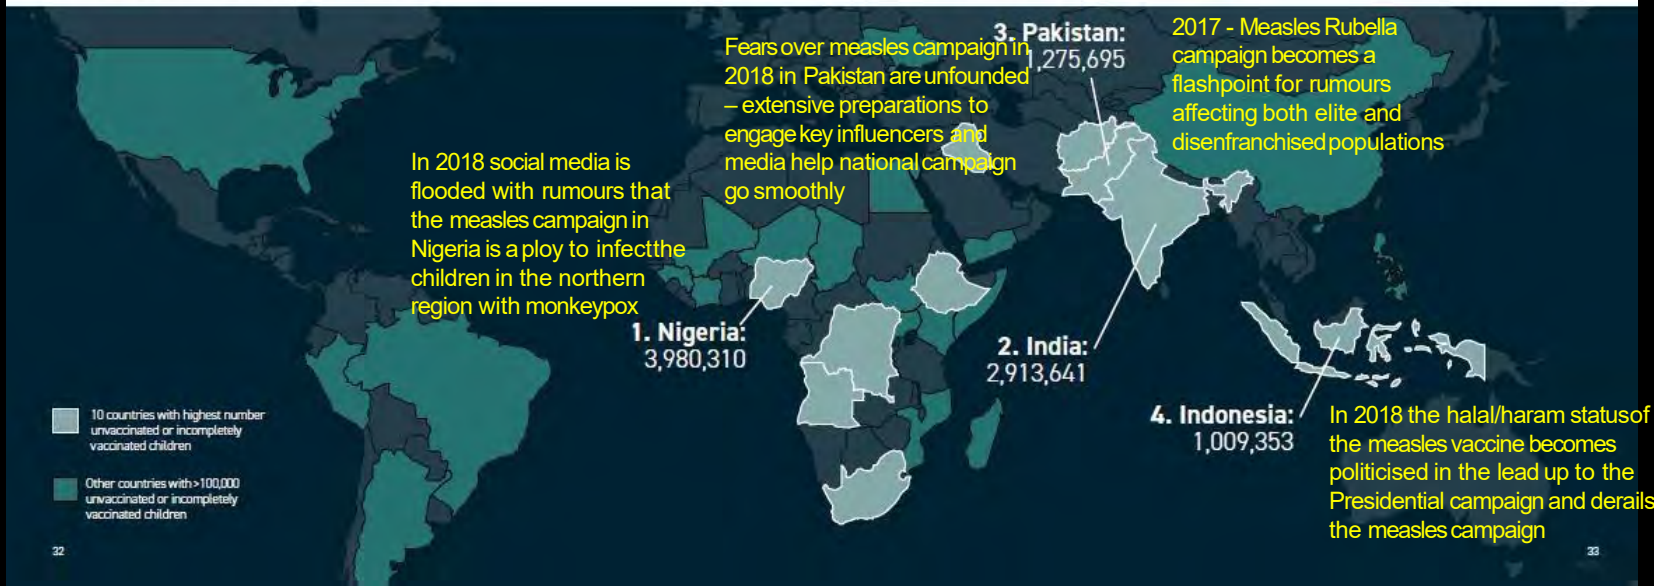 3. Pakistan:
1,275,695
Fears over measles campaign in
2018 in Pakistan are unfounded
– extensive preparations to
engage key influencers and
media help national campaign
go smoothly
2017 - Measles Rubella
campaign becomes a
flashpoint for rumours
affecting both elite and
disenfranchised populations
In 2018 social media is
flooded with rumours that
the measles campaign in
Nigeria is a ploy to infect the
children in the northern
region with monkeypox
1. Nigeria:
3,980,310
2. India:
2,913,641
4. Indonesia:
1,009,353
In 2018 the halal/haram status of
the measles vaccine becomes
politicised in the lead up to the
Presidential campaign and derails
the measles campaign
10 countries with highest number
unvaccinated or incompletely
vaccinated children
Other countries with >100,000
unvaccinated or incompletely
vaccinated children
32
33